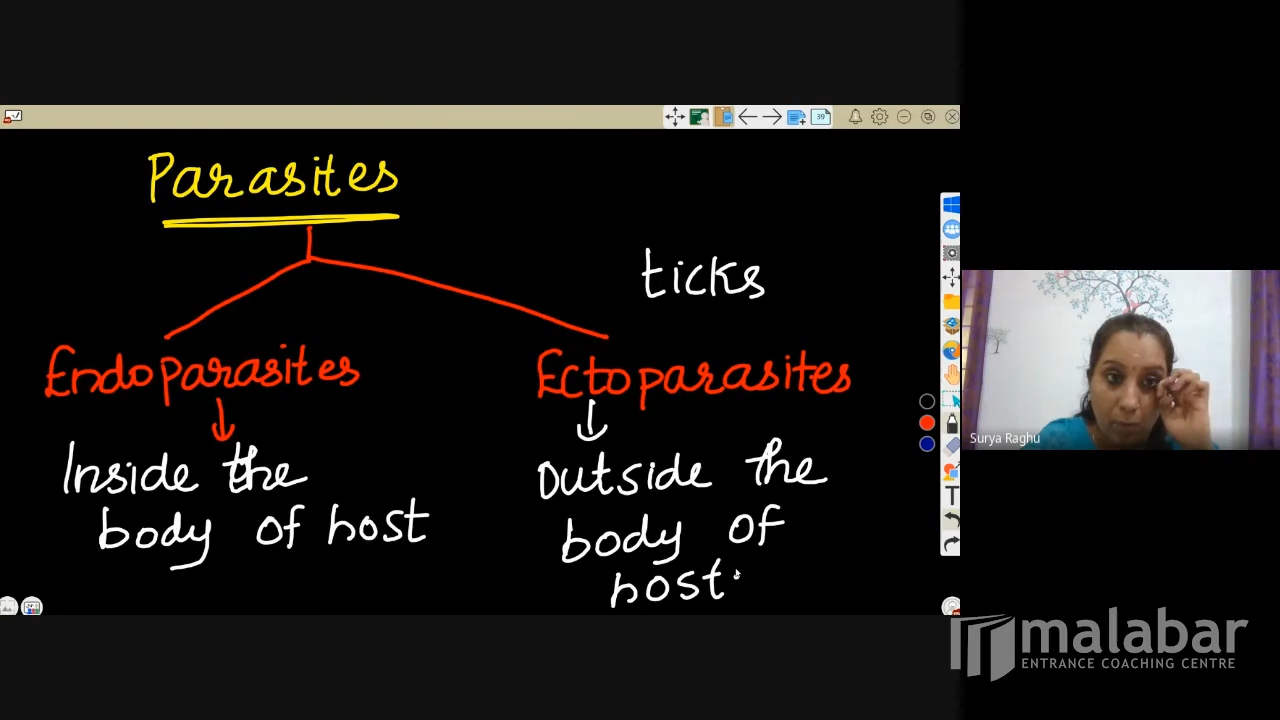 39
Parasites
ticks
Endoparasites
Ectoparasites
Inside the
body of host
Outside the
body of
host.
Surya Raghu
T
malabar
ENTRANCE COACHING CENTRE